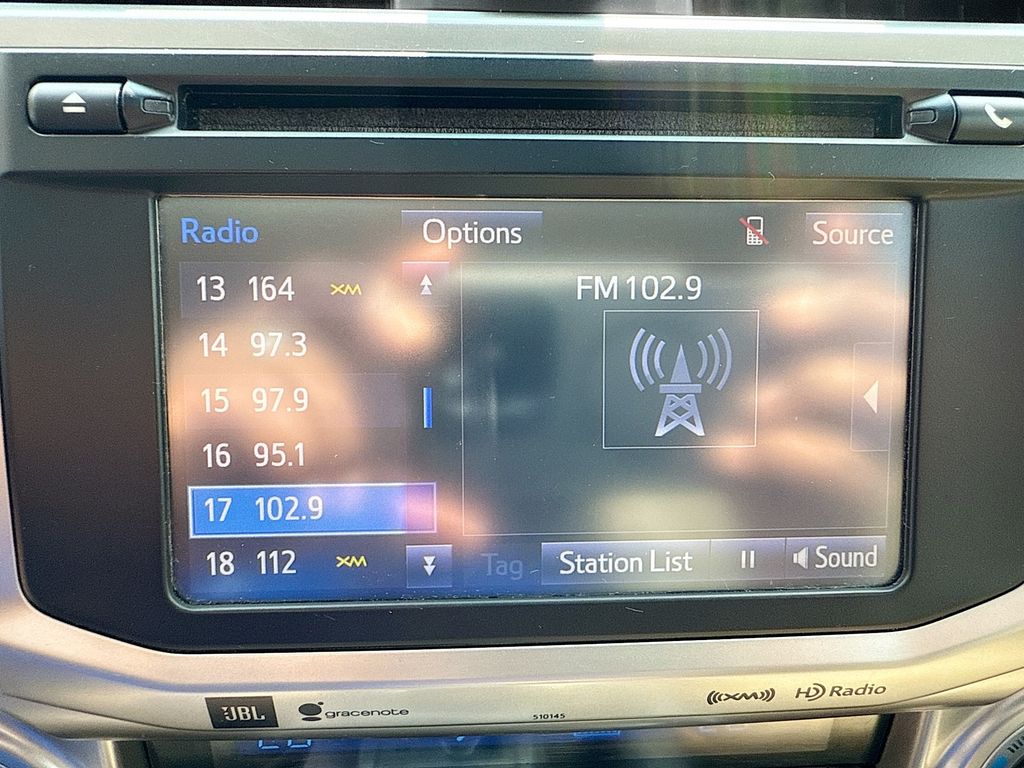 Radio Options Source
13 164 XM
FM 102.9
14 97.3
15 97.9
16 95.1
17 102.9
18 112 XM
Tag Station List Sound
JBL gracenote 510145 ((XM)) HD Radio